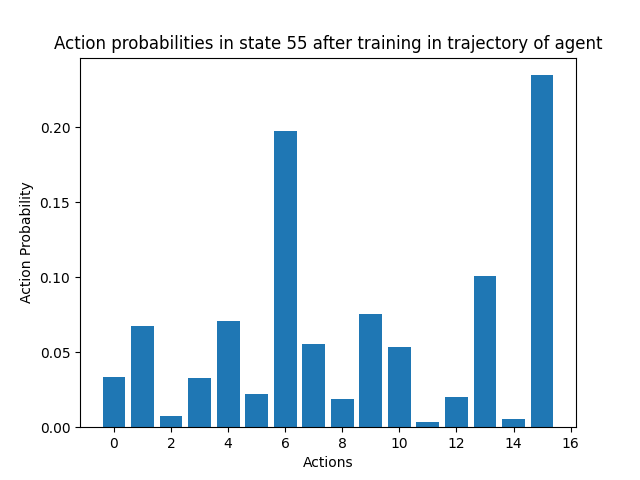 Action probabilities in state 55 after training in trajectory of agent
Action Probability
0.20
0.15
0.10
0.05
0.00
0 2 4 6 8 10 12 14 16
Actions